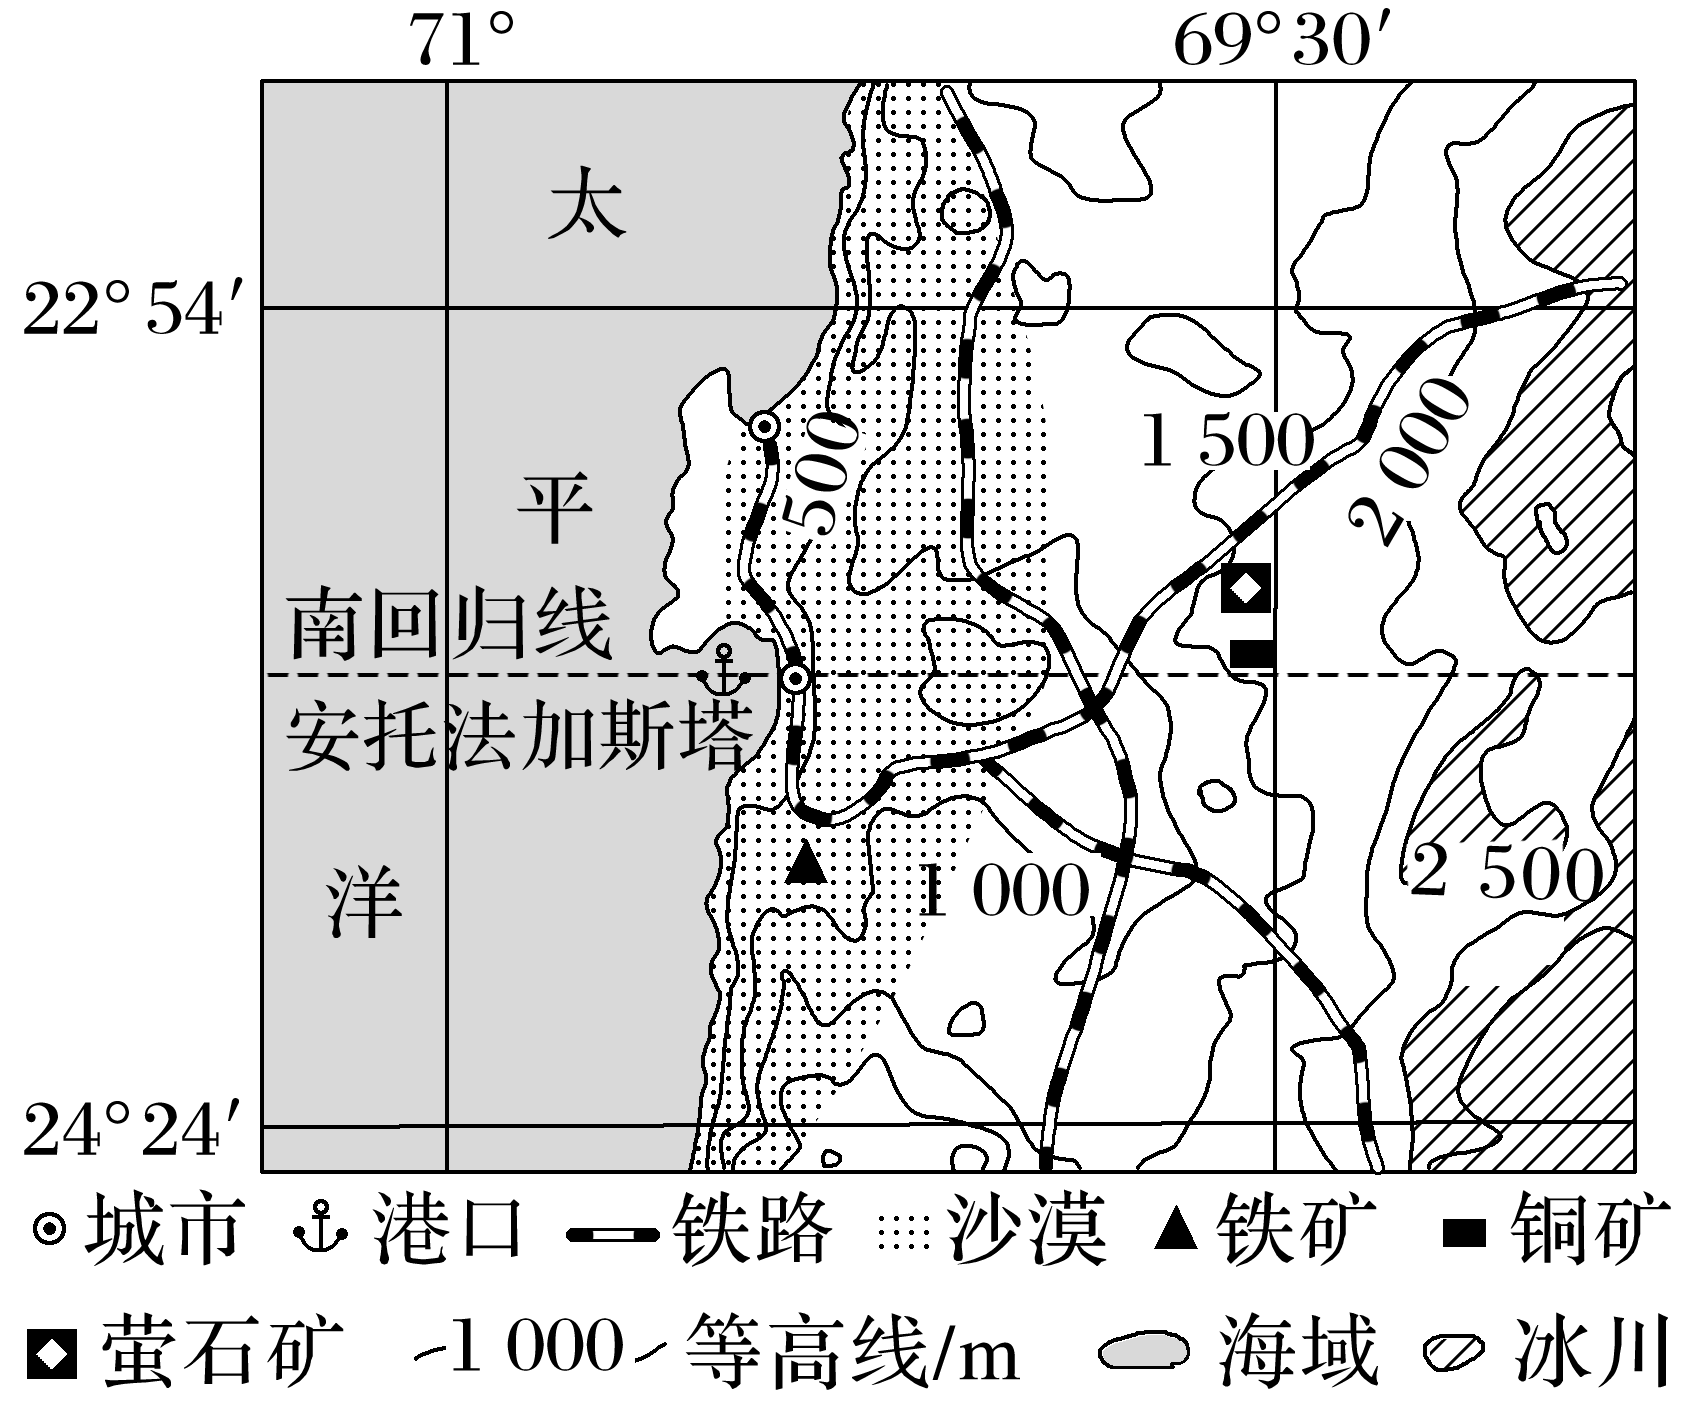 71° 69°30′
太
22°54′
1 500
500
2 000
平
南回归线
安托法加斯塔
2 500
1 000
洋
24°24′
城市 港口 铁路 沙漠 铁矿 铜矿
萤石矿 1 000 等高线/m 海域 冰川